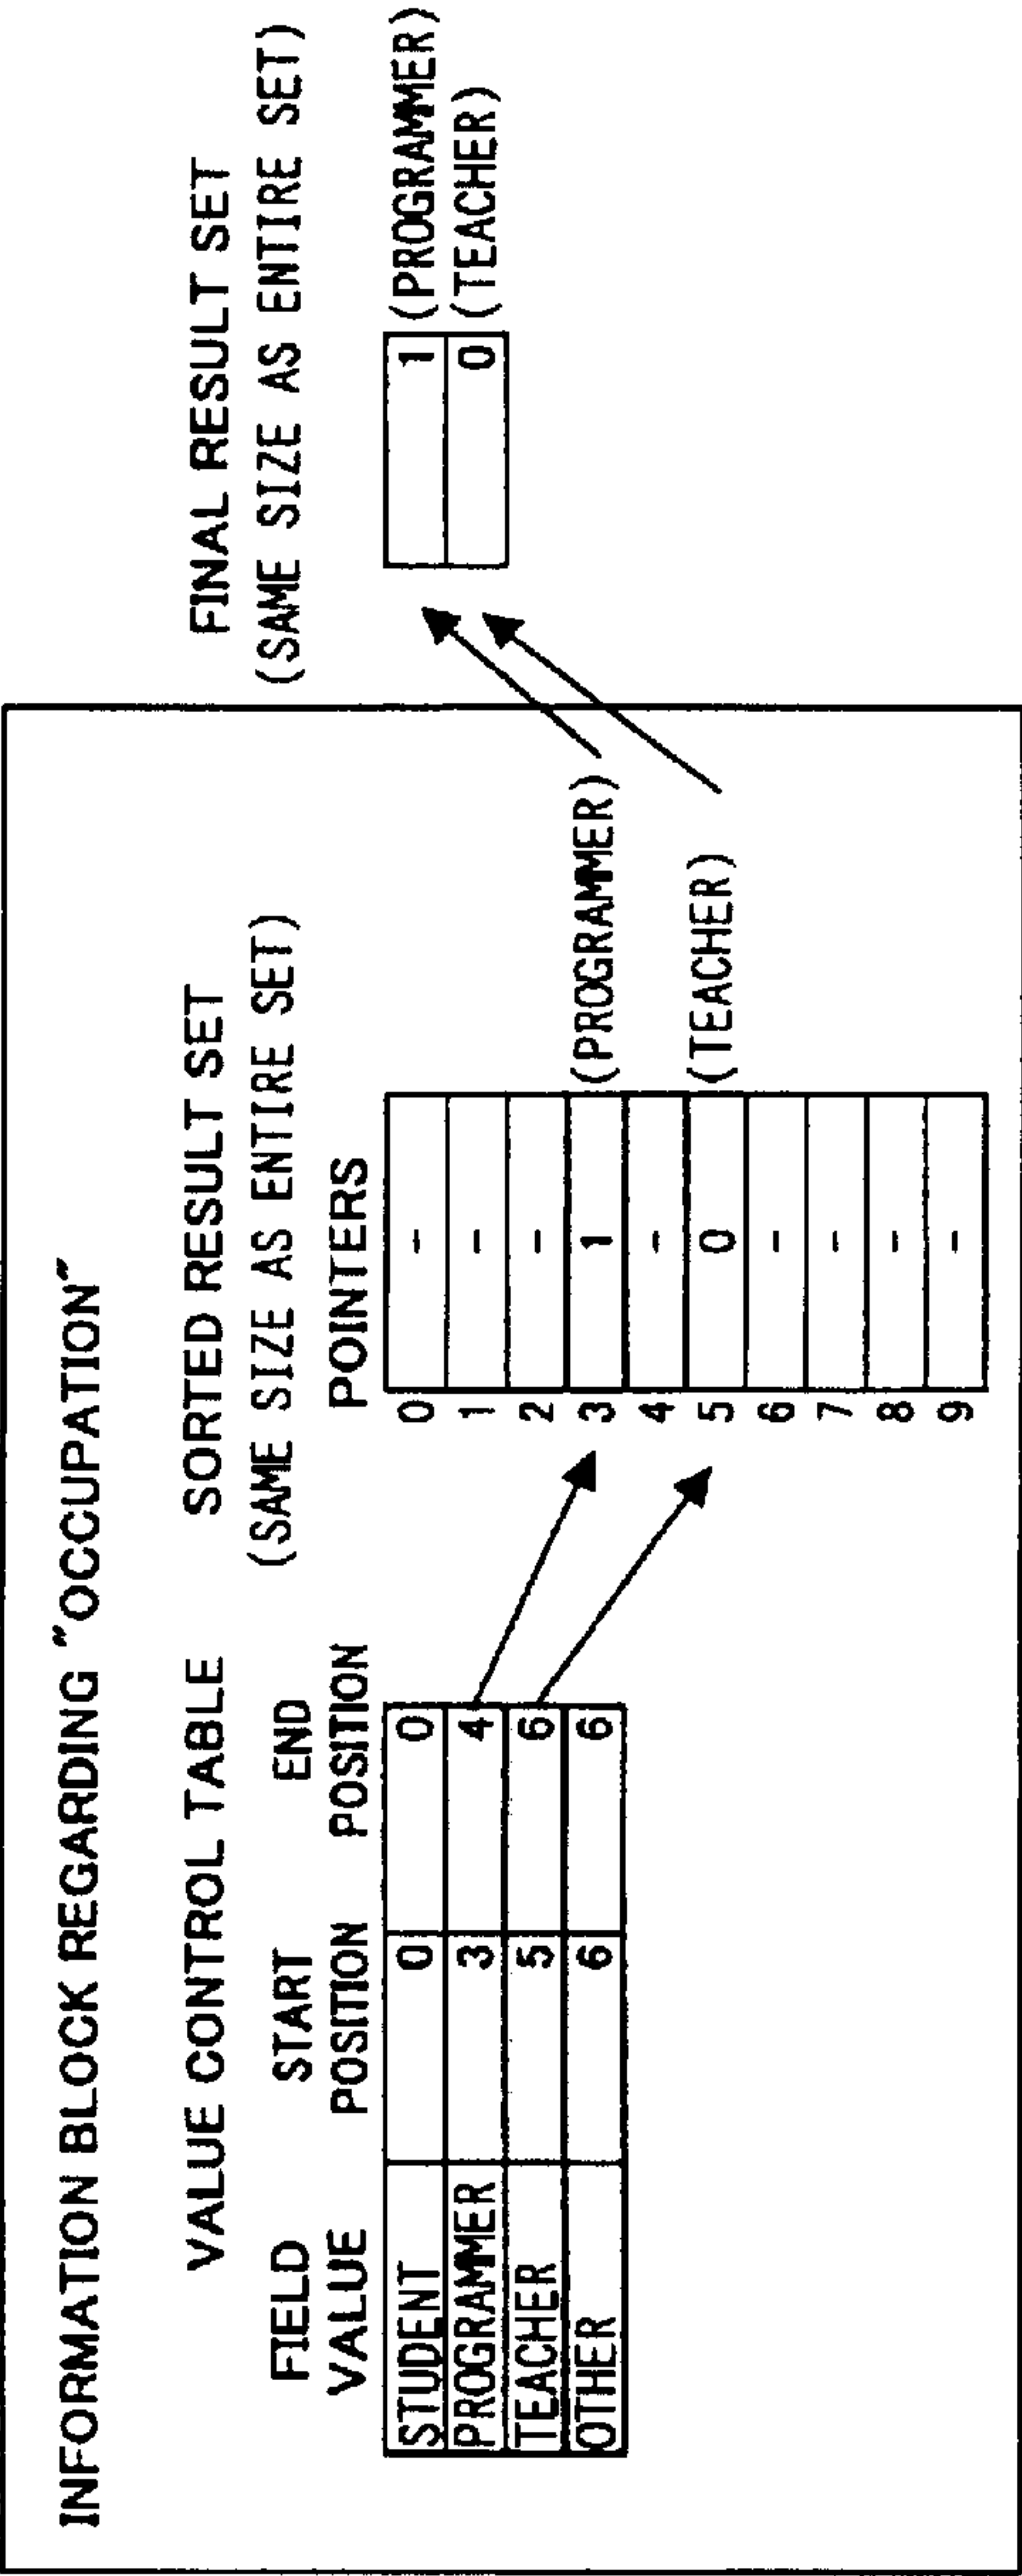 INFORMATION BLOCK REGARDING "OCCUPATION"
VALUE CONTROL TABLE
FIELD VALUE
START POSITION
END POSITION
STUDENT 0 0
PROGRAMMER 3 4
TEACHER 5 6
OTHER 6 6
SORTED RESULT SET
(SAME SIZE AS ENTIRE SET)
POINTERS
0 -
1 -
2 -
3 1 (PROGRAMMER)
4 -
5 0 (TEACHER)
6 -
7 -
8 -
9 -
FINAL RESULT SET
(SAME SIZE AS ENTIRE SET)
1 (PROGRAMMER)
0 (TEACHER)